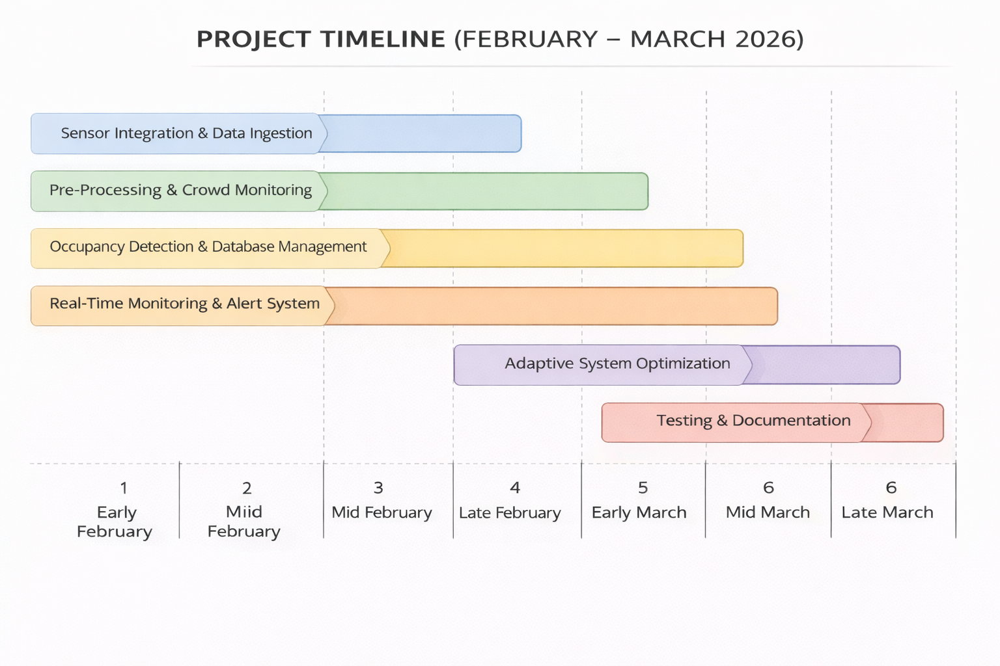 PROJECT TIMELINE (FEBRUARY – MARCH 2026)
Sensor Integration & Data Ingestion
Pre-Processing & Crowd Monitoring
Occupancy Detection & Database Management
Real-Time Monitoring & Alert System
Adaptive System Optimization
Testing & Documentation
1
Early
February
2
Miid
February
3
Mid February
4
Late February
5
Early March
6
Mid March
6
Late March